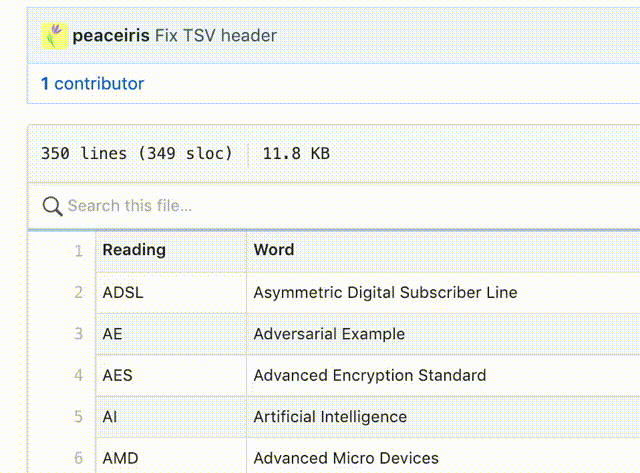 peaceiris Fix TSV header
1 contributor
350 lines (349 sloc) 11.8 KB
Search this file...
1 Reading Word
2 ADSL Asymmetric Digital Subscriber Line
3 AE Adversarial Example
4 AES Advanced Encryption Standard
5 AI Artificial Intelligence
6 AMD Advanced Micro Devices